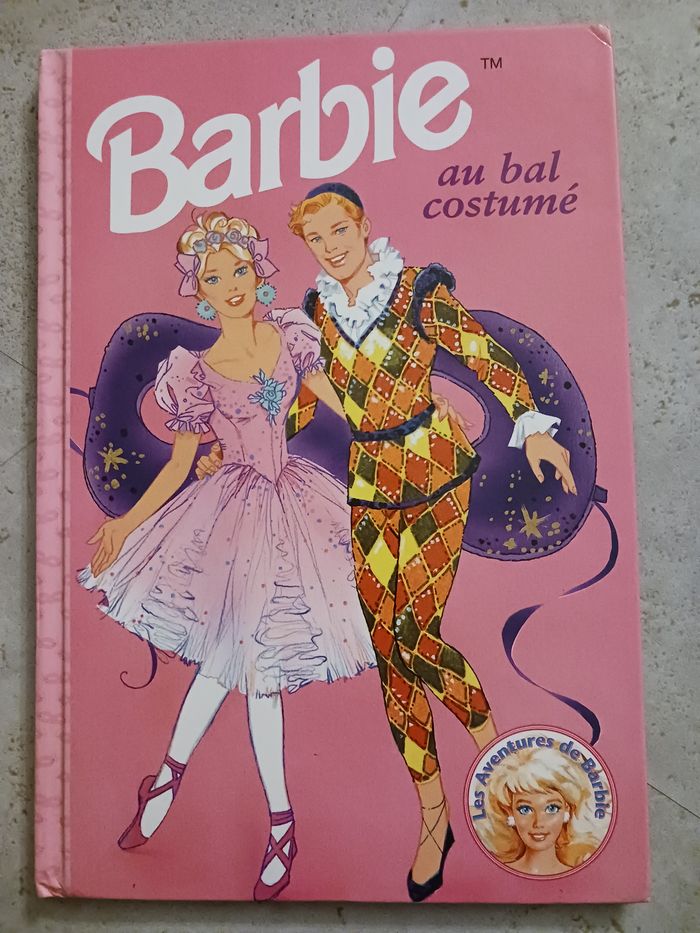 Barbie™
au bal
costumé
Les Aventures de Barbie